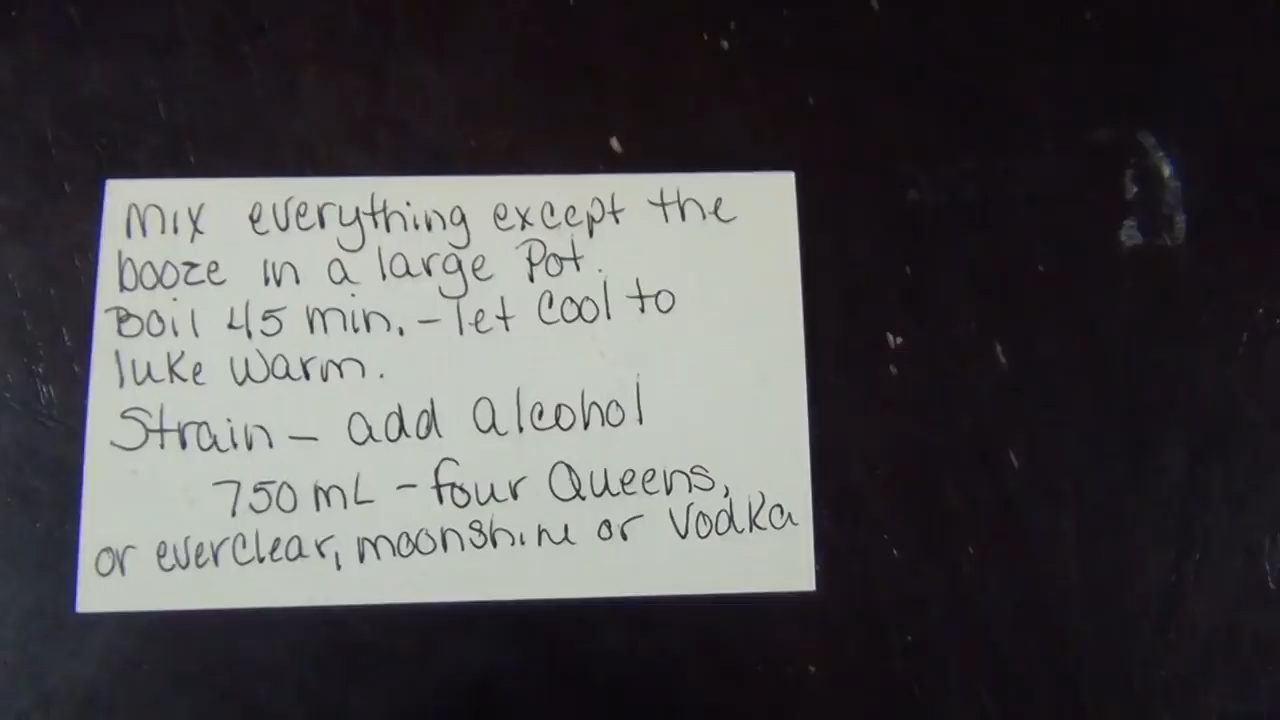 Mix everything except the
booze in a large Pot.
Boil 45 min. - let cool to
luke warm.
Strain - add alcohol
750 mL - four Queens,
or everclear, moonshine or Vodka